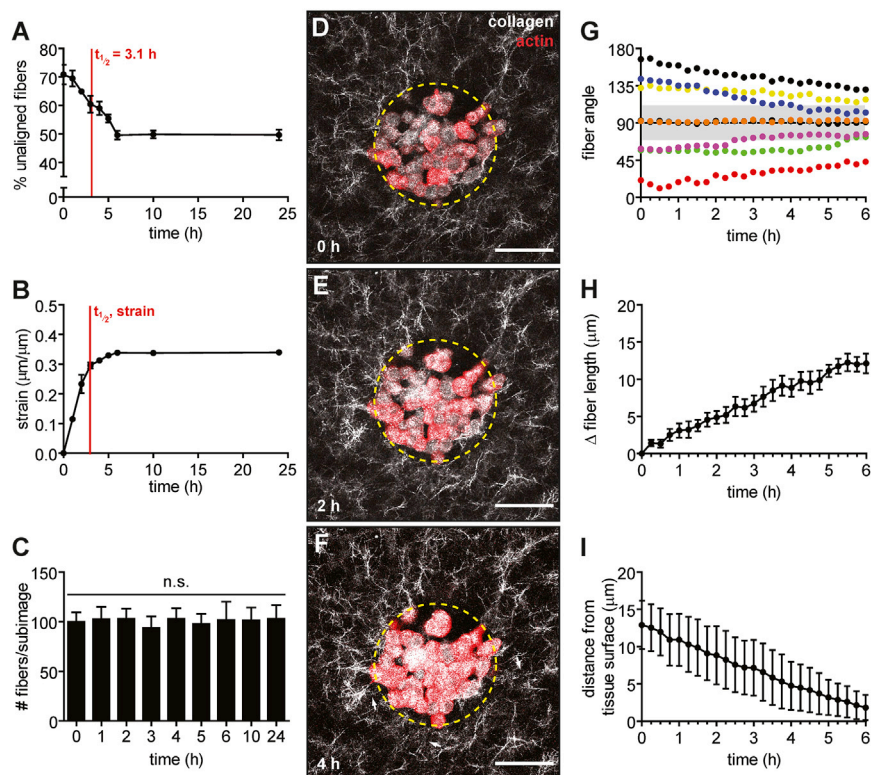 A
t1/2 = 3.1 h
% unaligned fibers
80
70
60
50
40
0
0 5 10 15 20 25
time (h)
B
t1/2, strain
strain (μm/μm)
0.5
0.4
0.3
0.2
0.1
0.0
0 5 10 15 20 25
time (h)
C
n.s.
# fibers/subimage
150
100
50
0
0 1 2 3 4 5 6 10 24
time (h)
D
collagen
actin
0 h
E
2 h
F
4 h
G
fiber angle
180
135
90
45
0
0 1 2 3 4 5 6
time (h)
H
Δ fiber length (μm)
20
15
10
5
0
0 1 2 3 4 5 6
time (h)
I
distance from
tissue surface (μm)
20
15
10
5
0
0 1 2 3 4 5 6
time (h)